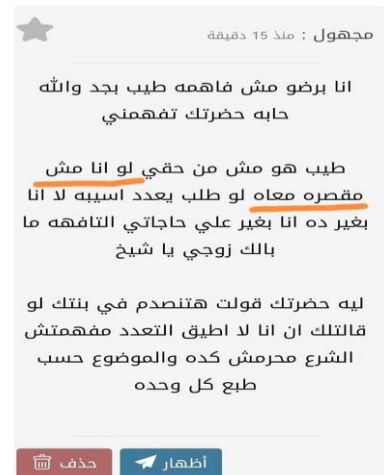 مجهول : منذ 15 دقيقة
انا برضو مش فاهمه طيب بجد والله
حابه حضرتك تفهمني
طيب هو مش من حقي لو انا مش
مقصره معاه لو طلب يعدد اسيبه لا انا
بغير ده انا بغير علي حاجاتي التافهه ما
بالك زوجي يا شيخ
ليه حضرتك قولت هتنصدم في بنتك لو
قالتلك ان انا لا اطيق التعدد مفهمتش
الشرع محرمش كده والموضوع حسب
طبع كل وحده
أظهار
حذف